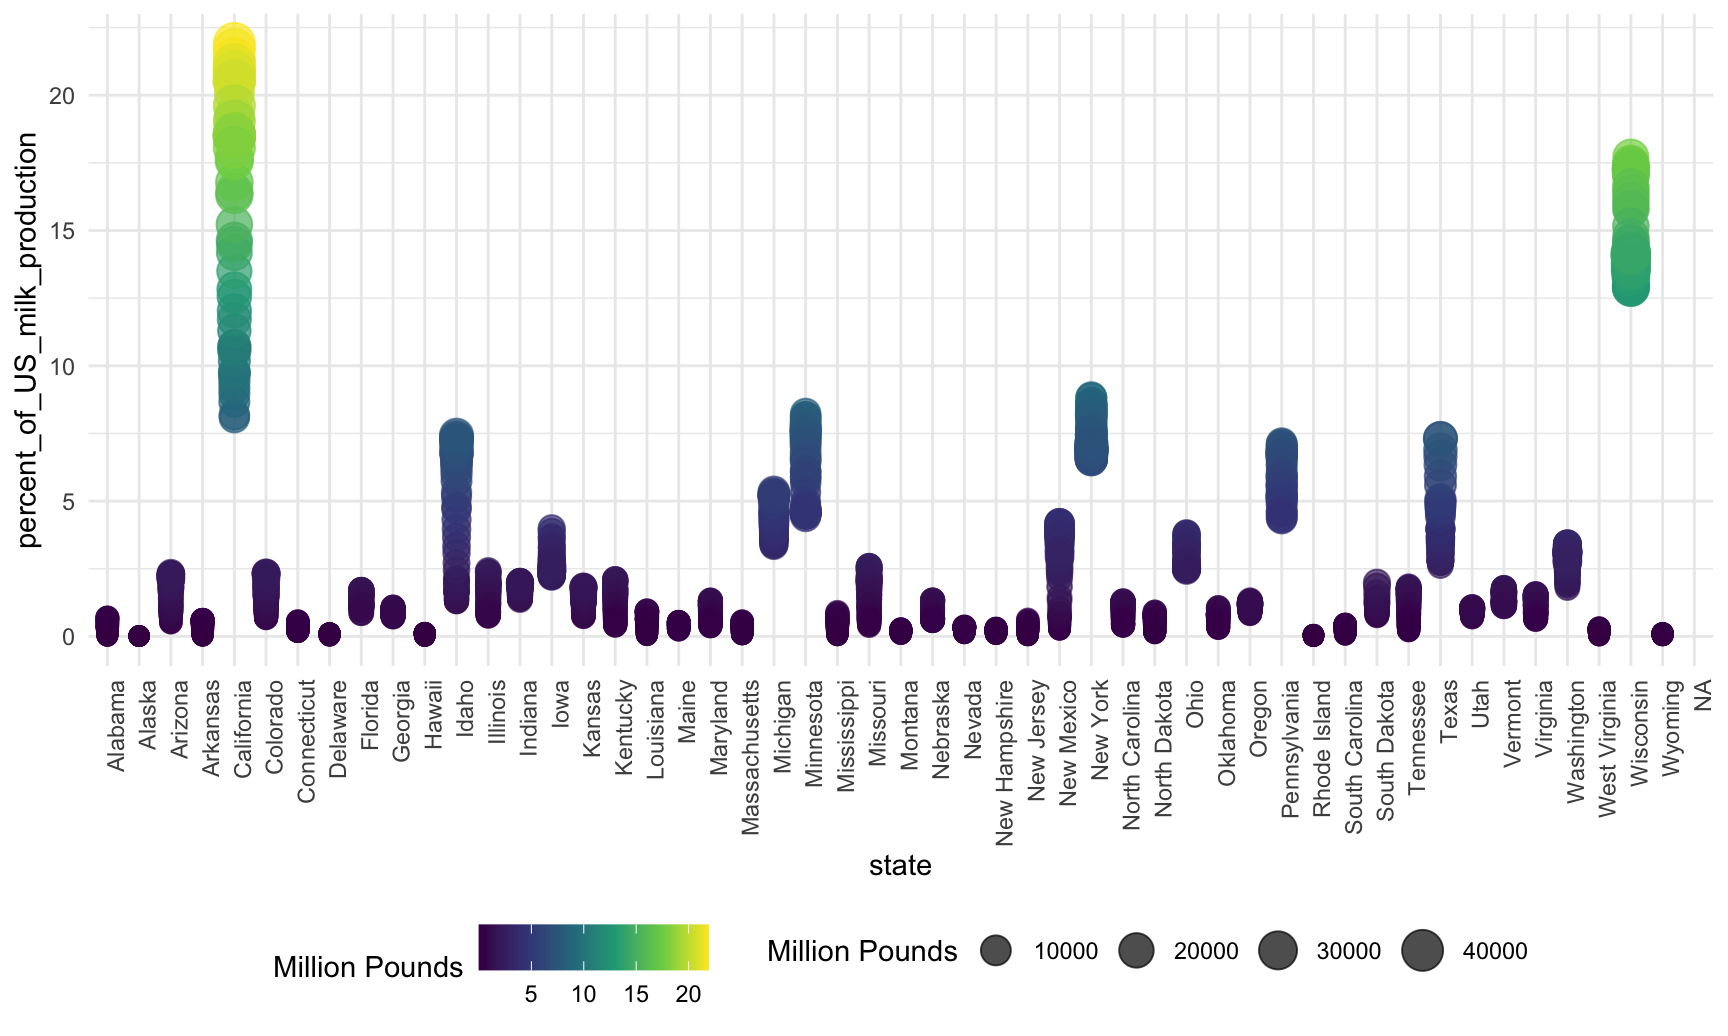 percent_of_US_milk_production
20
15
10
5
0
Alabama
Alaska
Arizona
Arkansas
California
Colorado
Connecticut
Delaware
Florida
Georgia
Hawaii
Idaho
Illinois
Indiana
Iowa
Kansas
Kentucky
Louisiana
Maine
Maryland
Massachusetts
Michigan
Minnesota
Mississippi
Missouri
Montana
Nebraska
Nevada
New Hampshire
New Jersey
New Mexico
New York
North Carolina
North Dakota
Ohio
Oklahoma
Oregon
Pennsylvania
Rhode Island
South Carolina
South Dakota
Tennessee
Texas
Utah
Vermont
Virginia
Washington
West Virginia
Wisconsin
Wyoming
NA
state
Million Pounds
5 10 15 20
Million Pounds 10000 20000 30000 40000